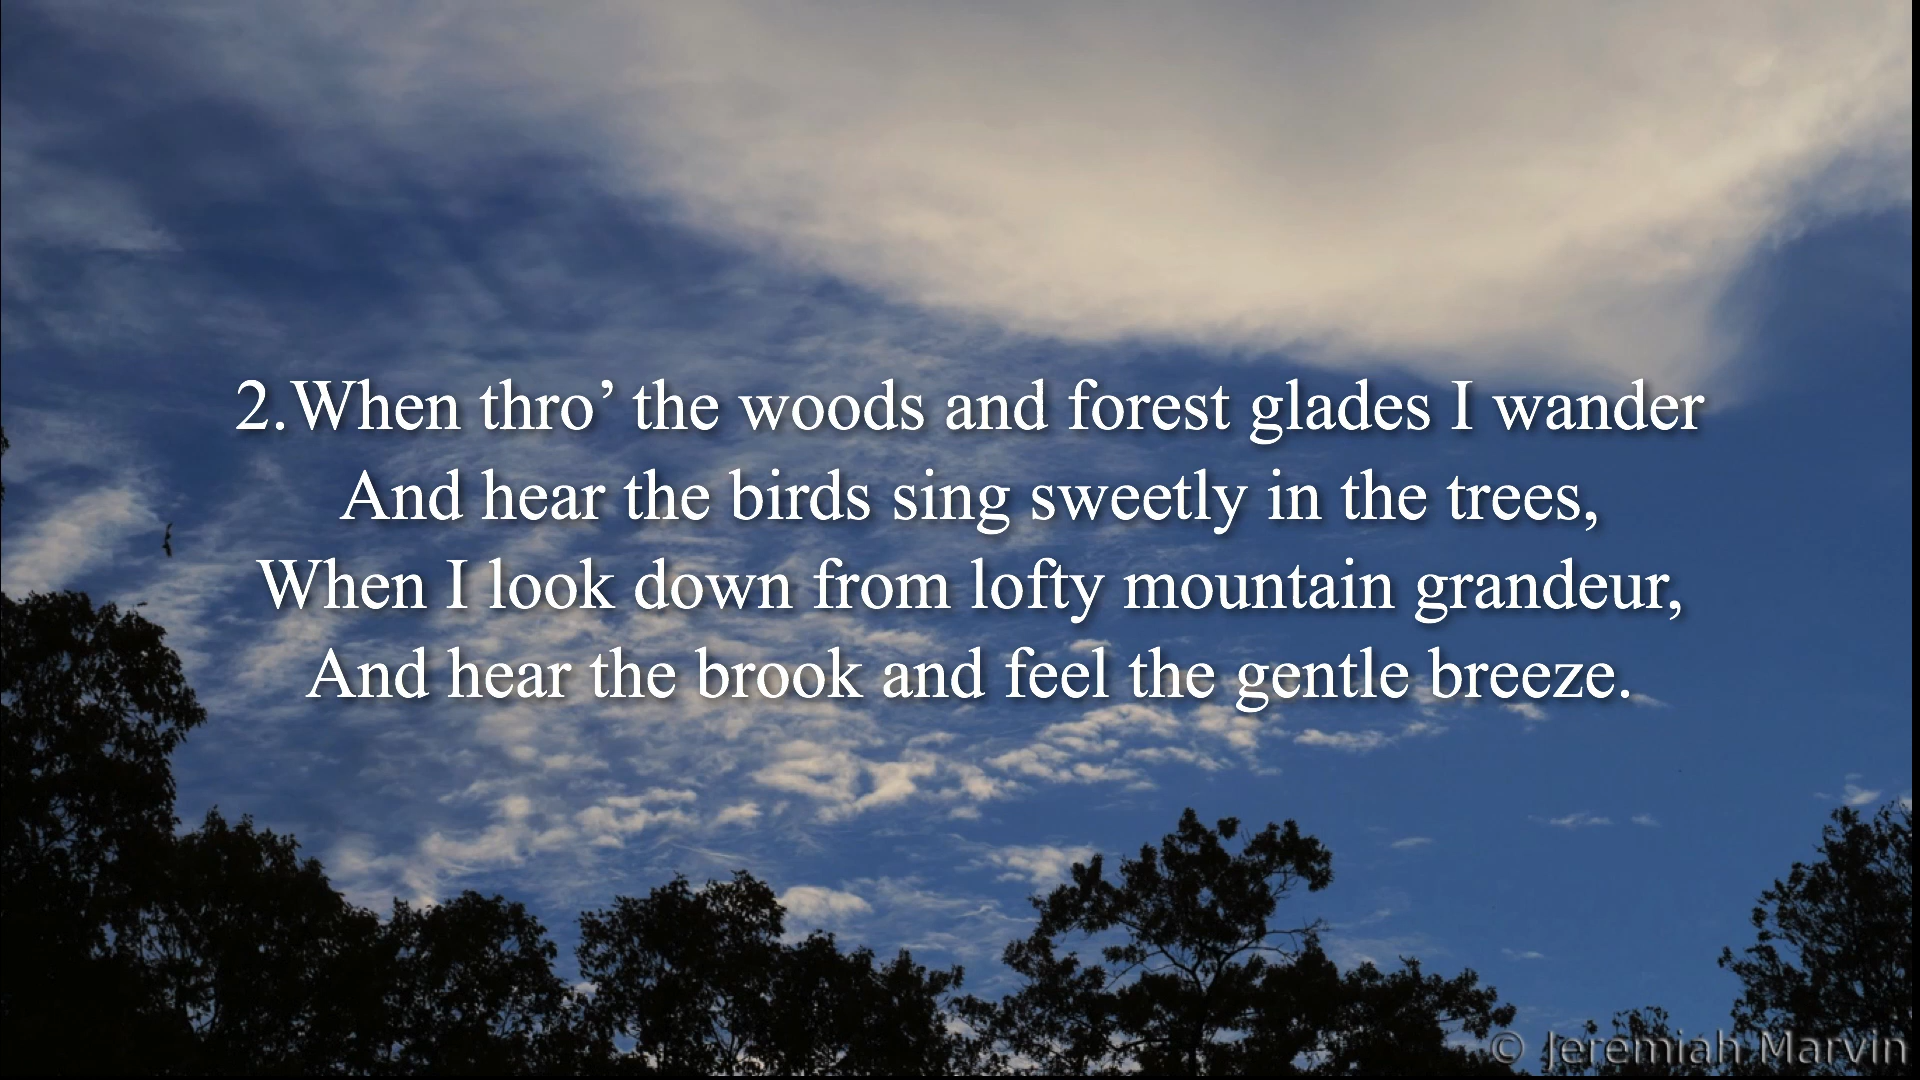 2.When thro’ the woods and forest glades I wander
And hear the birds sing sweetly in the trees,
When I look down from lofty mountain grandeur,
And hear the brook and feel the gentle breeze.
© Jeremiah Marvin